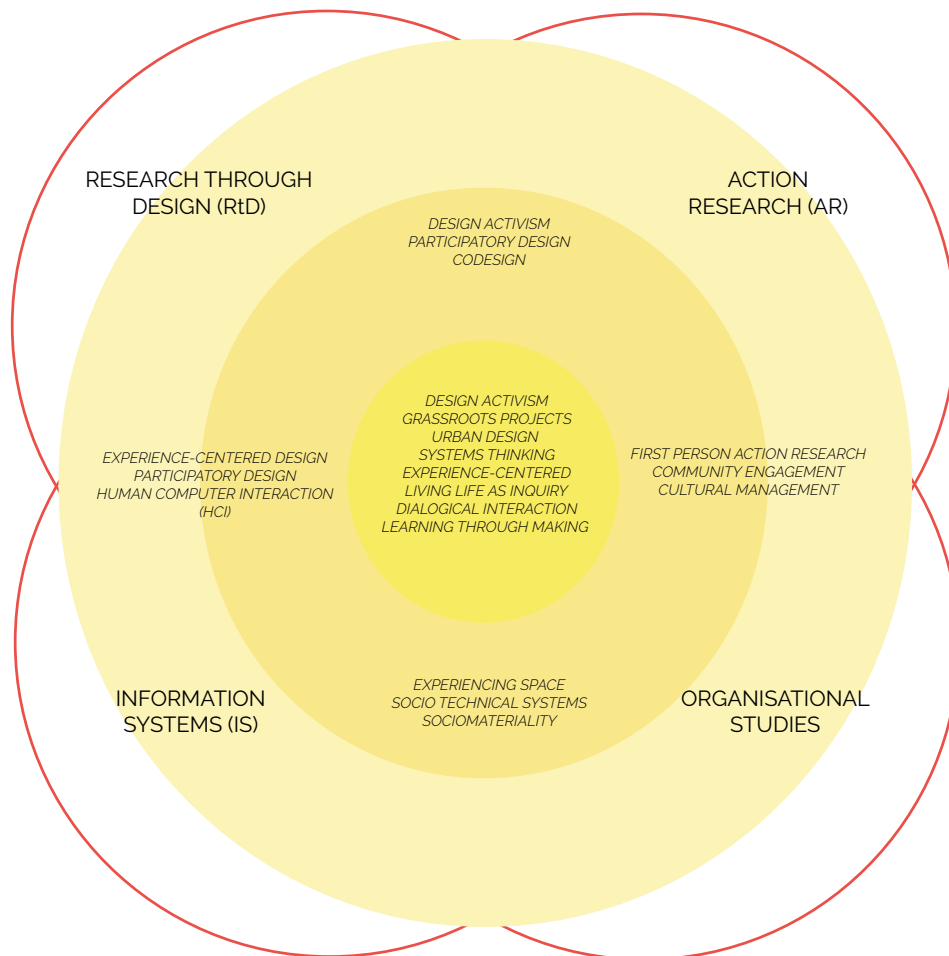 RESEARCH THROUGH
DESIGN (RtD)
ACTION
RESEARCH (AR)
DESIGN ACTIVISM
PARTICIPATORY DESIGN
CODESIGN
EXPERIENCE-CENTERED DESIGN
PARTICIPATORY DESIGN
HUMAN COMPUTER INTERACTION
(HCI)
DESIGN ACTIVISM
GRASSROOTS PROJECTS
URBAN DESIGN
SYSTEMS THINKING
EXPERIENCE-CENTERED
LIVING LIFE AS INQUIRY
DIALOGICAL INTERACTION
LEARNING THROUGH MAKING
FIRST PERSON ACTION RESEARCH
COMMUNITY ENGAGEMENT
CULTURAL MANAGEMENT
INFORMATION
SYSTEMS (IS)
EXPERIENCING SPACE
SOCIO TECHNICAL SYSTEMS
SOCIOMATERIALITY
ORGANISATIONAL
STUDIES